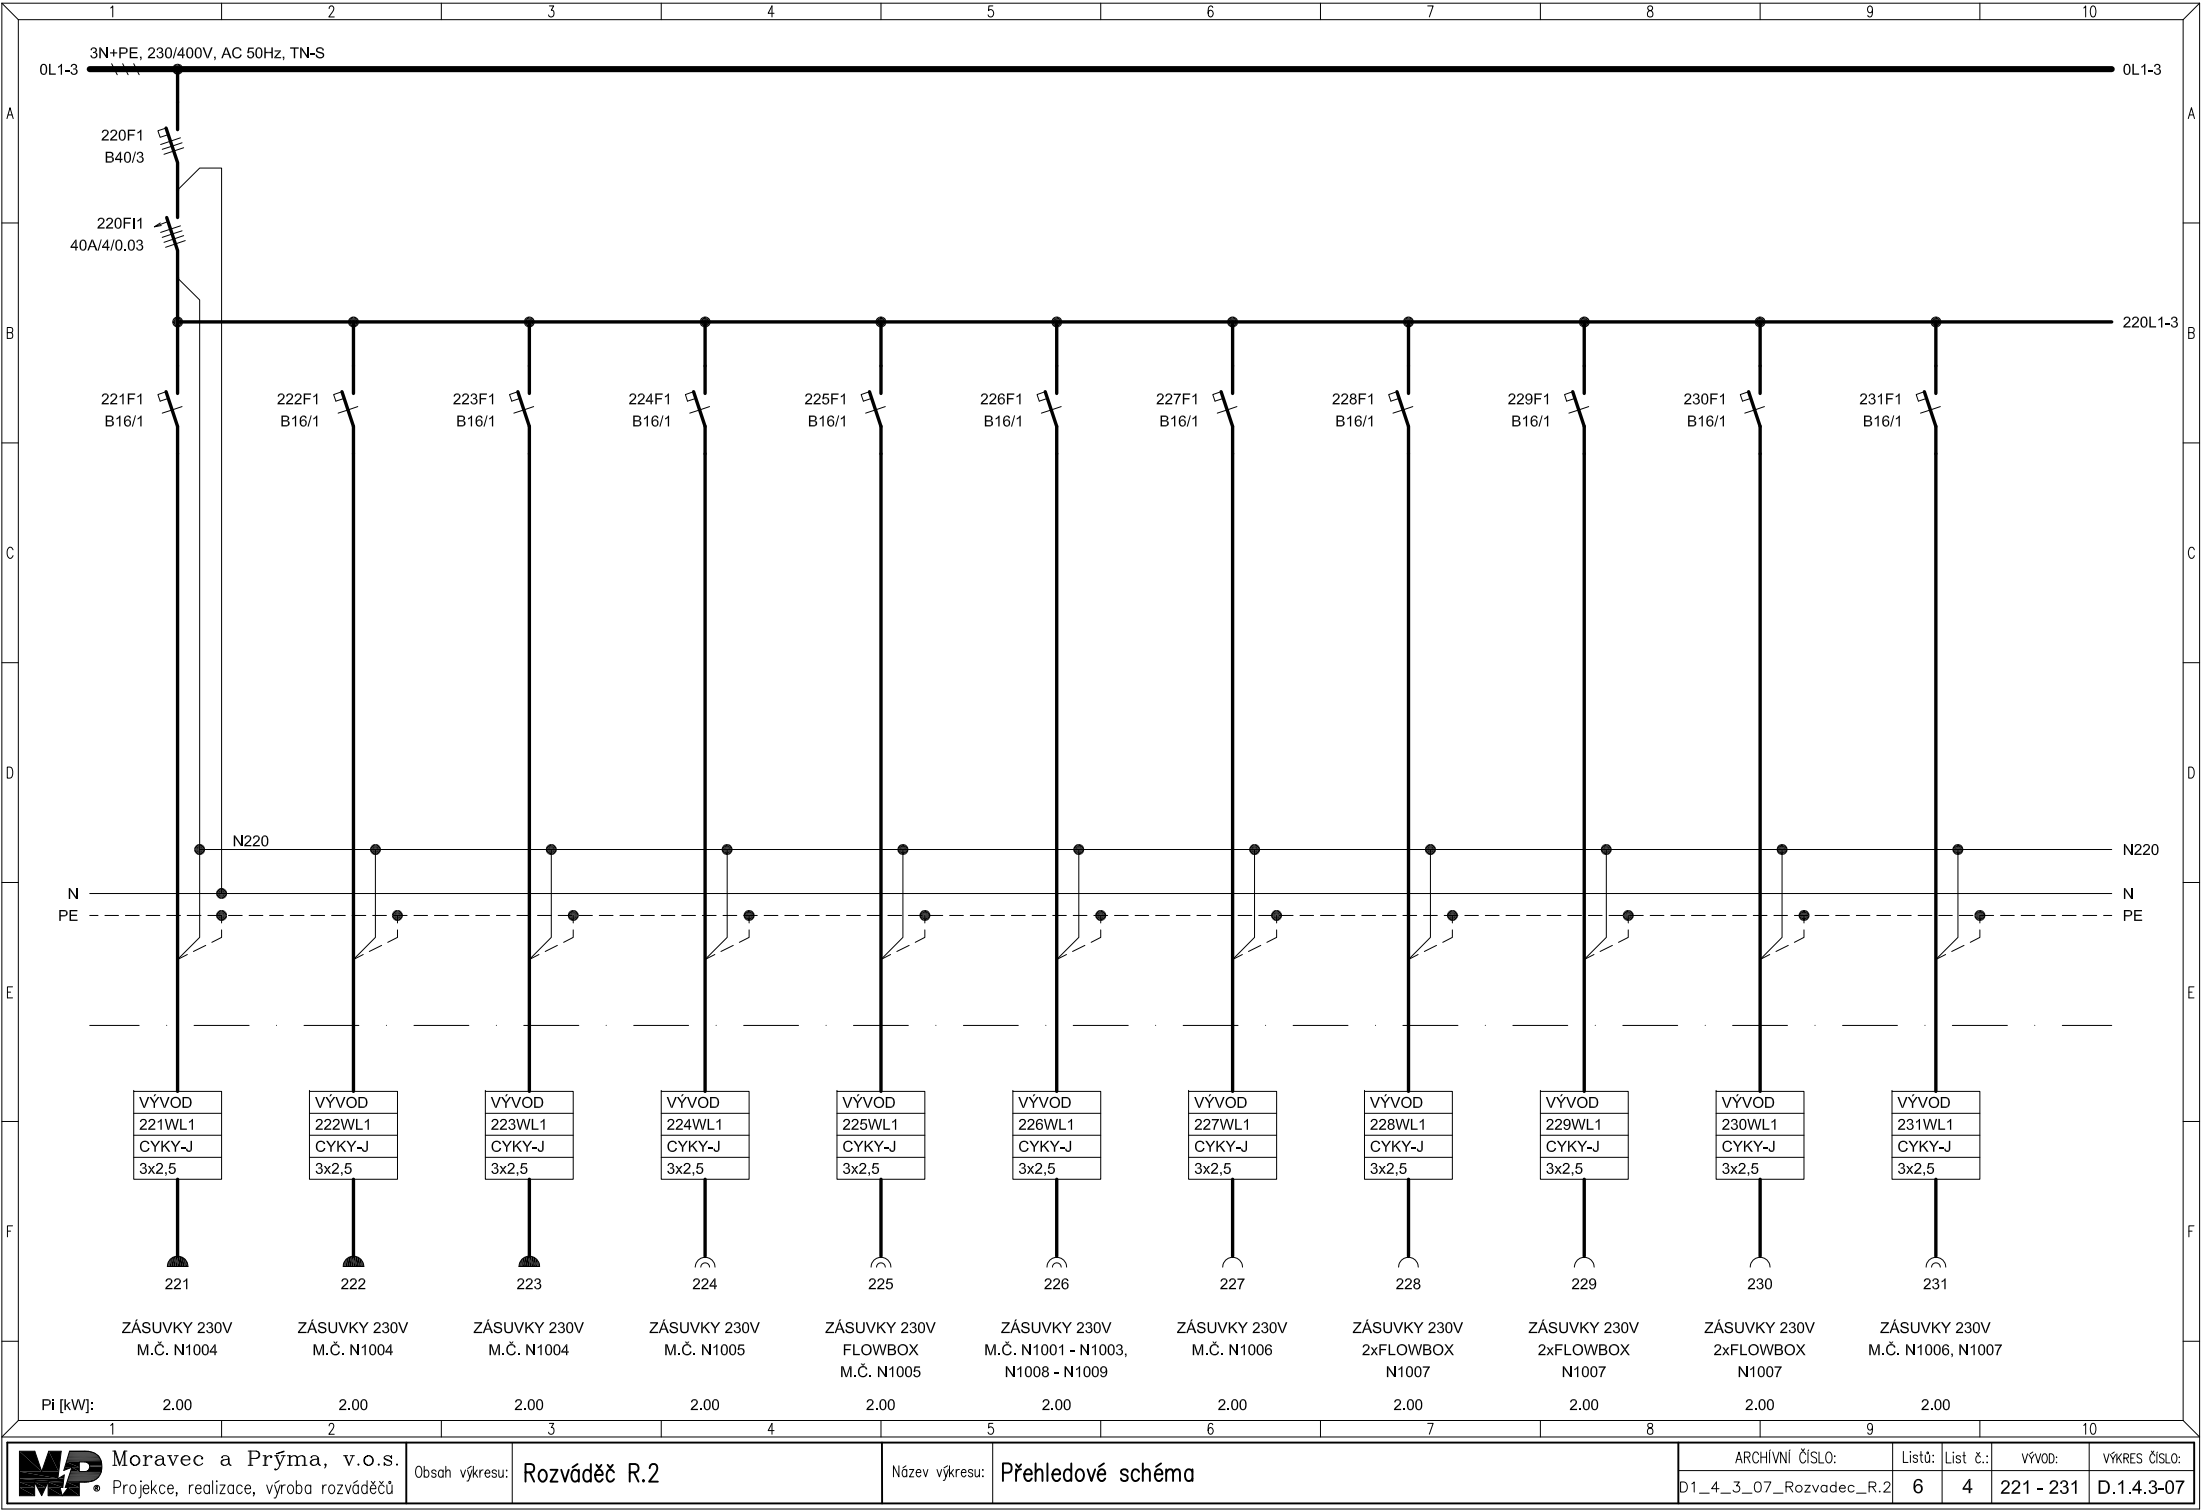 1 2 3 4 5 6 7 8 9 10
3N+PE, 230/400V, AC 50Hz, TN-S
0L1-3 0L1-3
A A
220F1
B40/3
220FI1
40A/4/0.03
220L1-3
B B
221F1 222F1 223F1 224F1 225F1 226F1 227F1 228F1 229F1 230F1 231F1
B16/1 B16/1 B16/1 B16/1 B16/1 B16/1 B16/1 B16/1 B16/1 B16/1 B16/1
C C
D D
N220 N220
N N
PE PE
E E
VÝVOD VÝVOD VÝVOD VÝVOD VÝVOD VÝVOD VÝVOD VÝVOD VÝVOD VÝVOD VÝVOD
221WL1 222WL1 223WL1 224WL1 225WL1 226WL1 227WL1 228WL1 229WL1 230WL1 231WL1
CYKY-J CYKY-J CYKY-J CYKY-J CYKY-J CYKY-J CYKY-J CYKY-J CYKY-J CYKY-J CYKY-J
3x2,5 3x2,5 3x2,5 3x2,5 3x2,5 3x2,5 3x2,5 3x2,5 3x2,5 3x2,5 3x2,5
F F
221 222 223 224 225 226 227 228 229 230 231
ZÁSUVKY 230V ZÁSUVKY 230V ZÁSUVKY 230V ZÁSUVKY 230V ZÁSUVKY 230V ZÁSUVKY 230V ZÁSUVKY 230V ZÁSUVKY 230V ZÁSUVKY 230V ZÁSUVKY 230V ZÁSUVKY 230V
M.Č. N1004 M.Č. N1004 M.Č. N1004 M.Č. N1005 FLOWBOX M.Č. N1001 - N1003, M.Č. N1006 2xFLOWBOX 2xFLOWBOX 2xFLOWBOX M.Č. N1006, N1007
M.Č. N1005 N1008 - N1009 N1007 N1007 N1007
Pi [kW]: 2.00 2.00 2.00 2.00 2.00 2.00 2.00 2.00 2.00 2.00 2.00
1 2 3 4 5 6 7 8 9 10
MP ® Moravec a Prýma, v.o.s.
Projekce, realizace, výroba rozváděčů
Obsah výkresu: Rozváděč R.2
Název výkresu: Přehledové schéma
ARCHÍVNÍ ČÍSLO: Listů: List č.: VÝVOD: VÝKRES ČÍSLO:
D1_4_3_07_Rozvadec_R.2 6 4 221 - 231 D.1.4.3-07